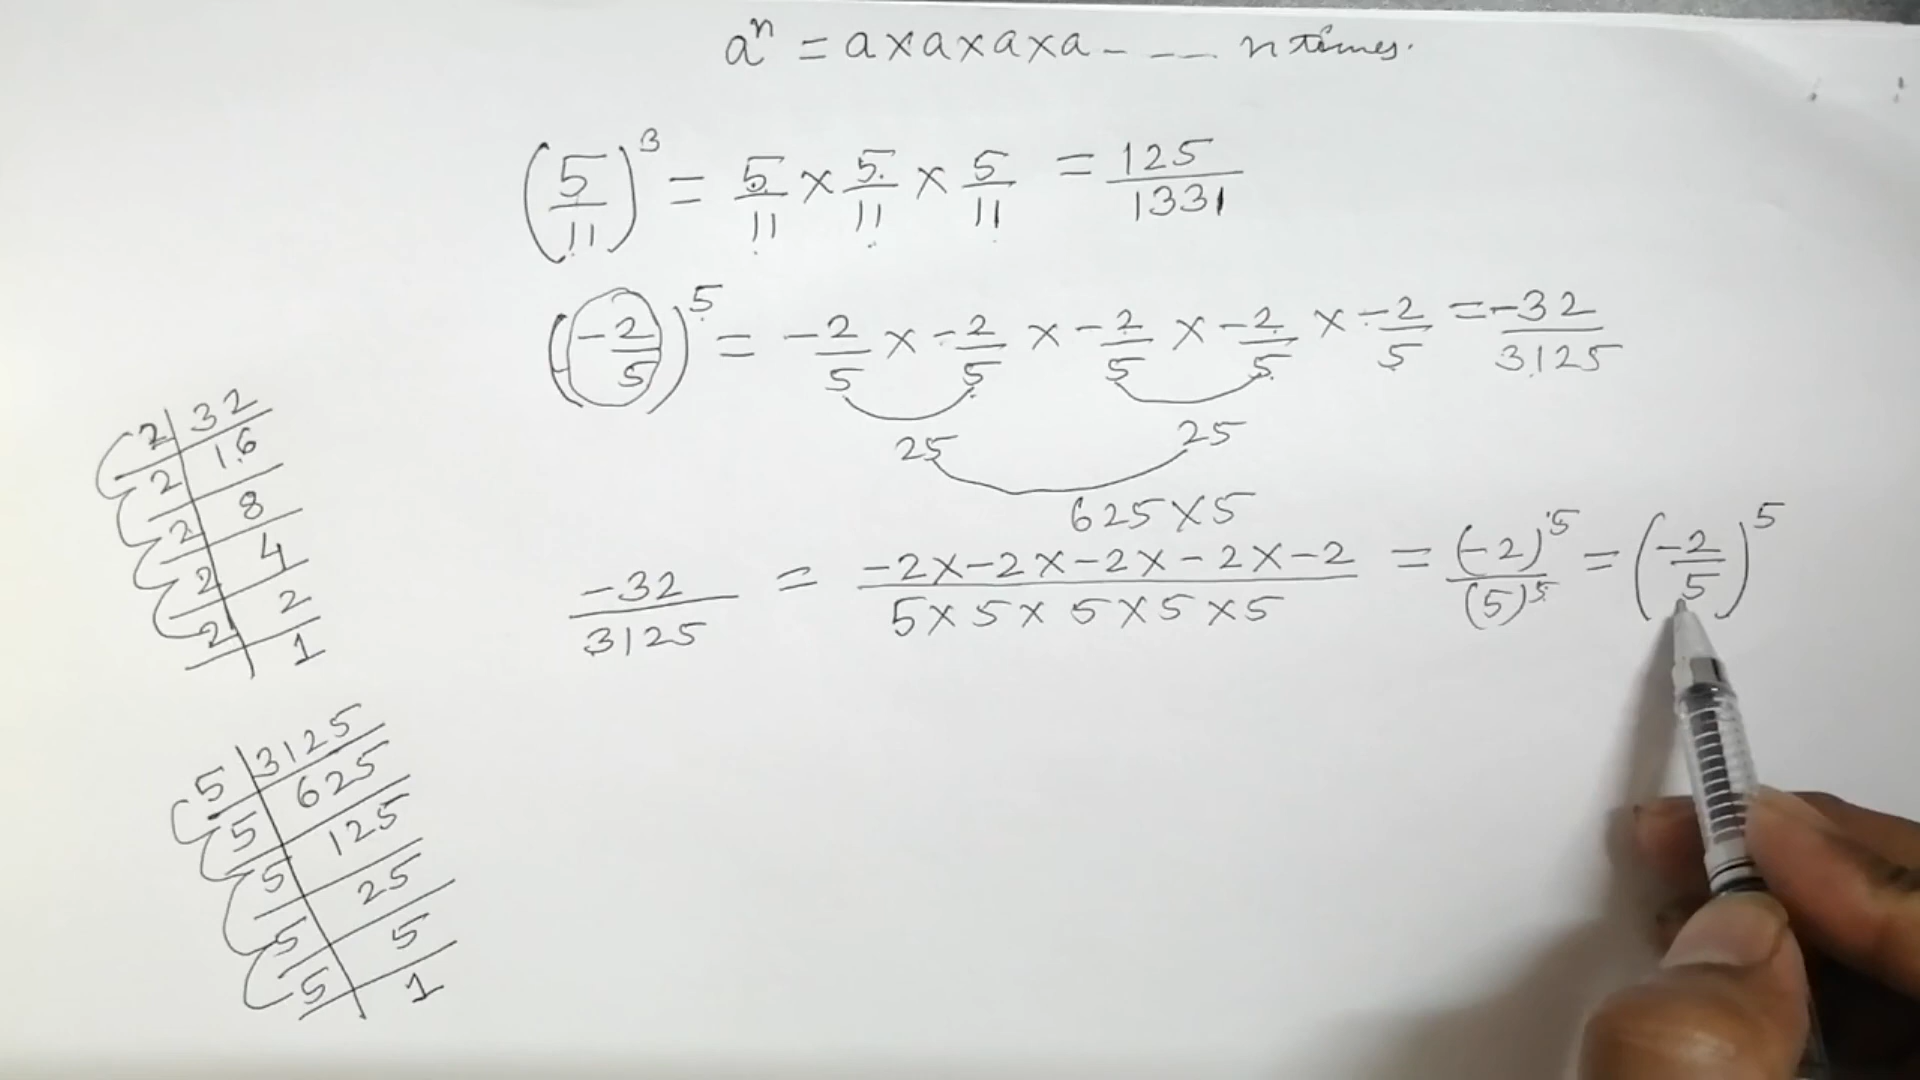 aⁿ = a×a×a×a - - - n times.
(5/11)³ = 5/11 × 5/11 × 5/11 = 125/1331
(-2/5)⁵ = -2/5 × -2/5 × -2/5 × -2/5 × -2/5 = -32/3125
25 25
625×5
-32/3125 = -2×-2×-2×-2×-2 / 5×5×5×5×5 = (-2)⁵/(5)⁵ = (-2/5)⁵
2 | 32
2 | 16
2 | 8
2 | 4
2 | 2
1
5 | 3125
5 | 625
5 | 125
5 | 25
5 | 5
1